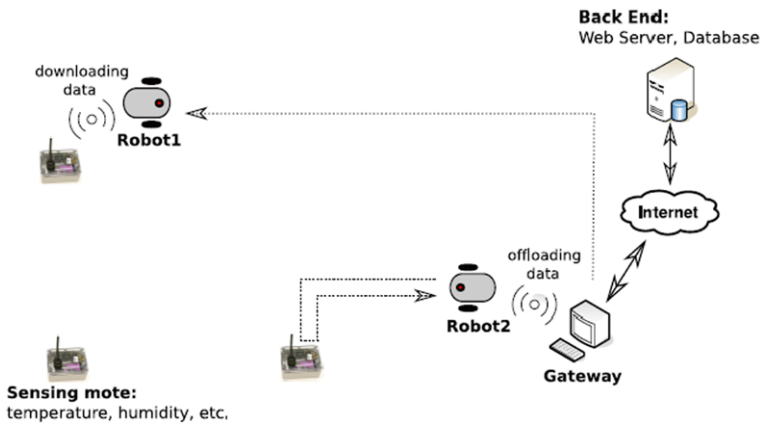 Back End:
Web Server, Database
downloading
data
Robot1
Internet
offloading
data
Robot2
Gateway
Sensing mote:
temperature, humidity, etc.